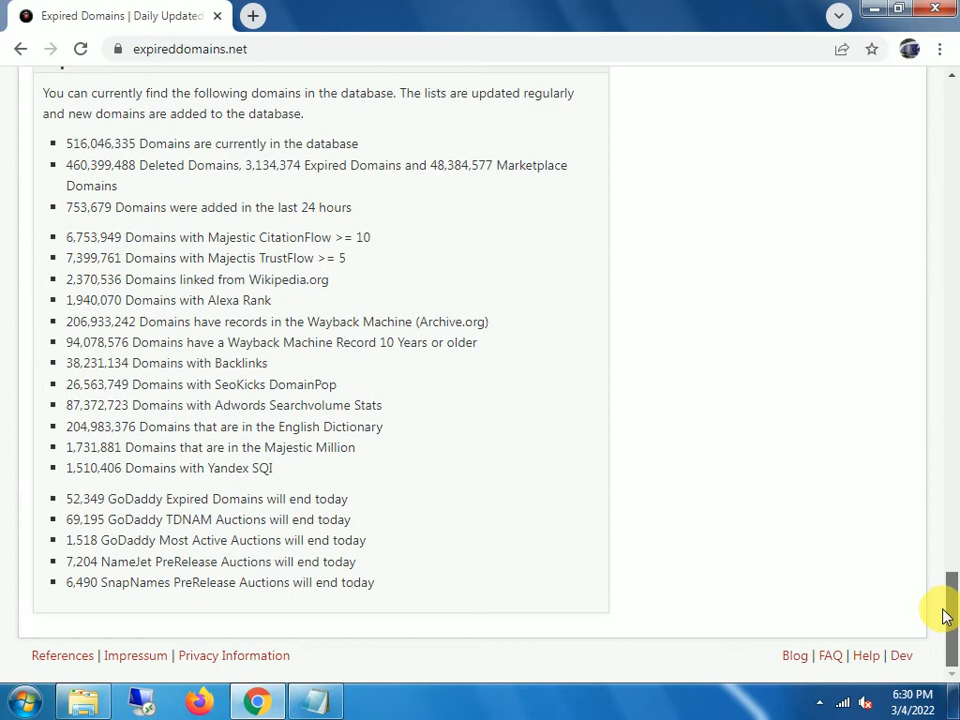 Expired Domains | Daily Updated
expireddomains.net
You can currently find the following domains in the database. The lists are updated regularly
and new domains are added to the database.
516,046,335 Domains are currently in the database
460,399,488 Deleted Domains, 3,134,374 Expired Domains and 48,384,577 Marketplace
Domains
753,679 Domains were added in the last 24 hours
6,753,949 Domains with Majestic CitationFlow >= 10
7,399,761 Domains with Majectis TrustFlow >= 5
2,370,536 Domains linked from Wikipedia.org
1,940,070 Domains with Alexa Rank
206,933,242 Domains have records in the Wayback Machine (Archive.org)
94,078,576 Domains have a Wayback Machine Record 10 Years or older
38,231,134 Domains with Backlinks
26,563,749 Domains with SeoKicks DomainPop
87,372,723 Domains with Adwords Searchvolume Stats
204,983,376 Domains that are in the English Dictionary
1,731,881 Domains that are in the Majestic Million
1,510,406 Domains with Yandex SQI
52,349 GoDaddy Expired Domains will end today
69,195 GoDaddy TDNAM Auctions will end today
1,518 GoDaddy Most Active Auctions will end today
7,204 NameJet PreRelease Auctions will end today
6,490 SnapNames PreRelease Auctions will end today
References | Impressum | Privacy Information
Blog | FAQ | Help | Dev
6:30 PM
3/4/2022